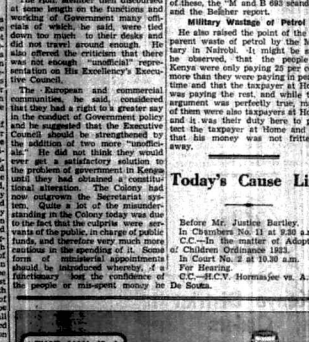 The Hon. Member then discussed
at some length on the functions and
working of Government many offi-
cials of which, he said, were tied
down too much to their desks and
did not travel around enough. He
also offered the criticism that there
was not enough "unofficial" repre-
sentation on His Excellency's Execu-
tive Council.
The European and commercial
communities, he said, considered
that they had a right to a greater say
in the conduct of Government policy
and he suggested that the Executive
Council should be strengthened by
the addition of two more "unoffici-
als." He did not think they would
ever get a satisfactory solution to
the problem of government in Kenya
until they had obtained a constitu-
tional alteration. The Colony had
now outgrown the Secretariat sys-
tem. Quite a lot of the misunder-
standing in the Colony today was due
to the fact that the culprits were ser-
vants of the public, in charge of public
funds, and therefore very much more
cautious in the spending of it. Some
form of ministerial appointments
should be introduced whereby, if a
functionary lost the confidence of
the people or mis-spent money he
of these, the "M and B 693 scand
and the Belgher report.
Military Wastage of Petrol
He also raised the point of the
parent waste of petrol by the M
tary in Nairobi. It might be a
be observed, that the people
Kenya were only paying 25 per c
more than they were paying in pea
time and that the taxpayer at Ho
was paying the rest, and while t
argument was perfectly true, m
of them were also taxpayers at Ho
and it was their duty here to p
tect the taxpayer at Home and
that his money was not fritte
away.
Today's Cause Li
Before Mr. Justice Bartley.
In Chambers No. 11 at 9.30 a.
C.C.—In the matter of Adopt
of Children Ordinance 1933.
In Court No. 2 at 10.30 a.m.
For Hearing.
C.C.—H.C.V. Hormasjee vs. A.
De Souza.